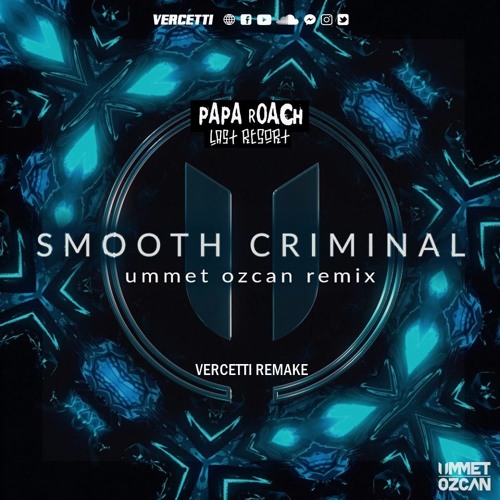 VERCETTI
PAPA ROACH
LAST RESORT
SMOOTH CRIMINAL
ummet ozcan remix
VERCETTI REMAKE
UMMET
OZCAN